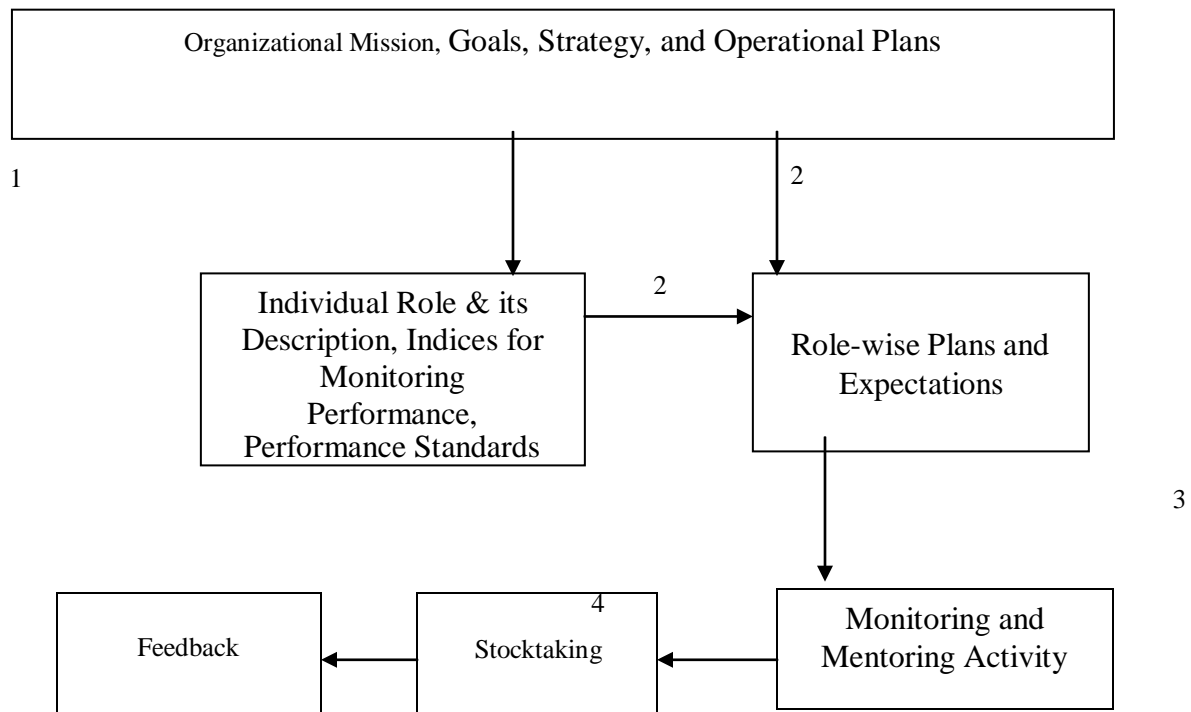 Organizational Mission, Goals, Strategy, and Operational Plans
1
2
Individual Role & its
Description, Indices for
Monitoring
Performance,
Performance Standards
2
Role-wise Plans and
Expectations
3
Feedback
4
Stocktaking
Monitoring and
Mentoring Activity